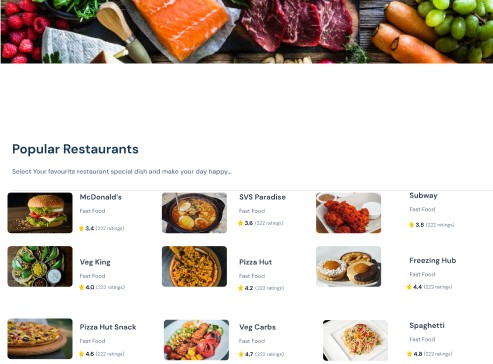 Popular Restaurants
Select Your favourite restaurant special dish and make your day happy...
McDonald's
Fast Food
3.4 (222 ratings)
SVS Paradise
Fast Food
3.6 (222 ratings)
Subway
Fast Food
3.8 (222 ratings)
Veg King
Fast Food
4.0 (222 ratings)
Pizza Hut
Fast Food
4.2 (222 ratings)
Freezing Hub
Fast Food
4.4 (222 ratings)
Pizza Hut Snack
Fast Food
4.6 (222 ratings)
Veg Carbs
Fast Food
4.7 (222 ratings)
Spaghetti
Fast Food
4.8 (222 ratings)